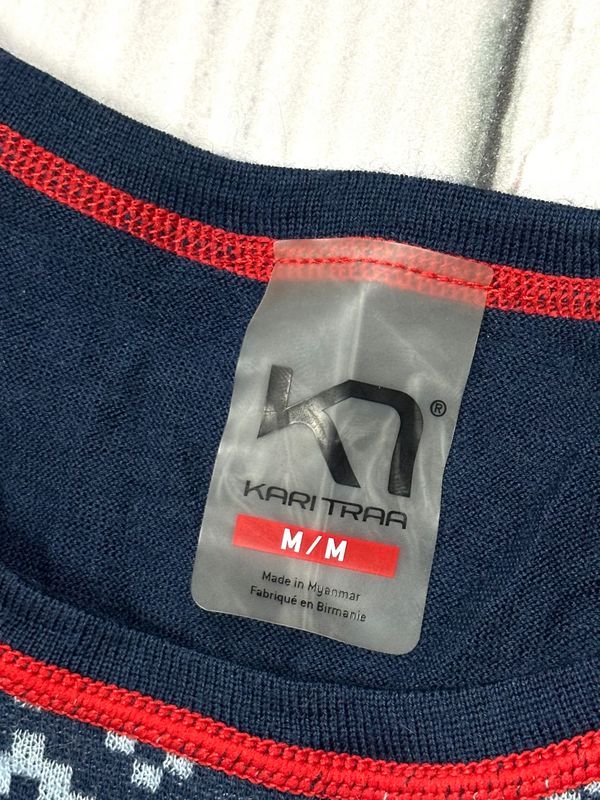 ®
KARI TRAA
M/M
Made in Myanmar
Fabriqué en Birmanie